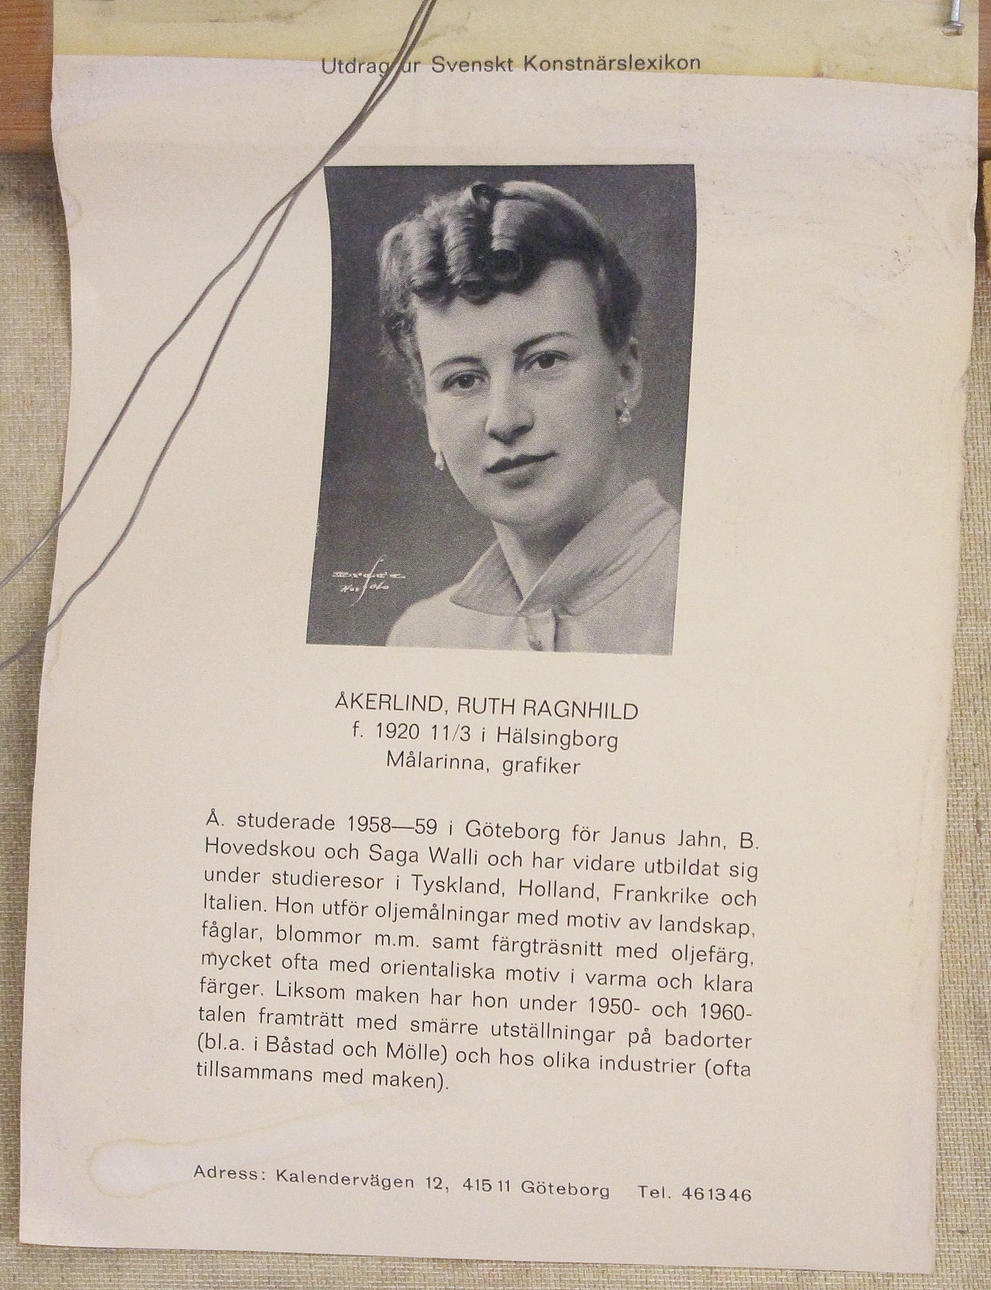 Utdrag ur Svenskt Konstnärslexikon
ÅKERLIND, RUTH RAGNHILD
f. 1920 11/3 i Hälsingborg
Målarinna, grafiker
Å. studerade 1958—59 i Göteborg för Janus Jahn, B.
Hovedskou och Saga Walli och har vidare utbildat sig
under studieresor i Tyskland, Holland, Frankrike och
Italien. Hon utför oljemålningar med motiv av landskap,
fåglar, blommor m.m. samt färgträsnitt med oljefärg,
mycket ofta med orientaliska motiv i varma och klara
färger. Liksom maken har hon under 1950- och 1960-
talen framträtt med smärre utställningar på badorter
(bl.a. i Båstad och Mölle) och hos olika industrier (ofta
tillsammans med maken).
Adress: Kalendervägen 12, 415 11 Göteborg Tel. 461346